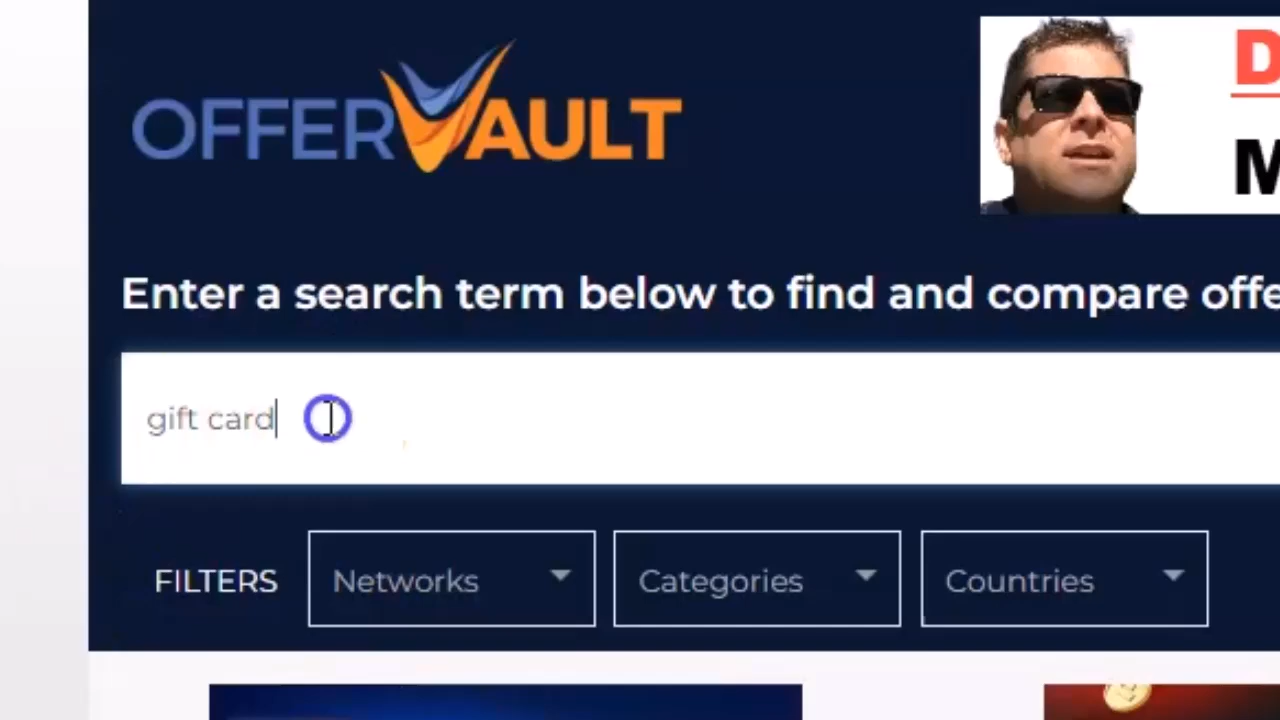 OFFERVAULT
D
M
Enter a search term below to find and compare offe
gift card
FILTERS Networks Categories Countries